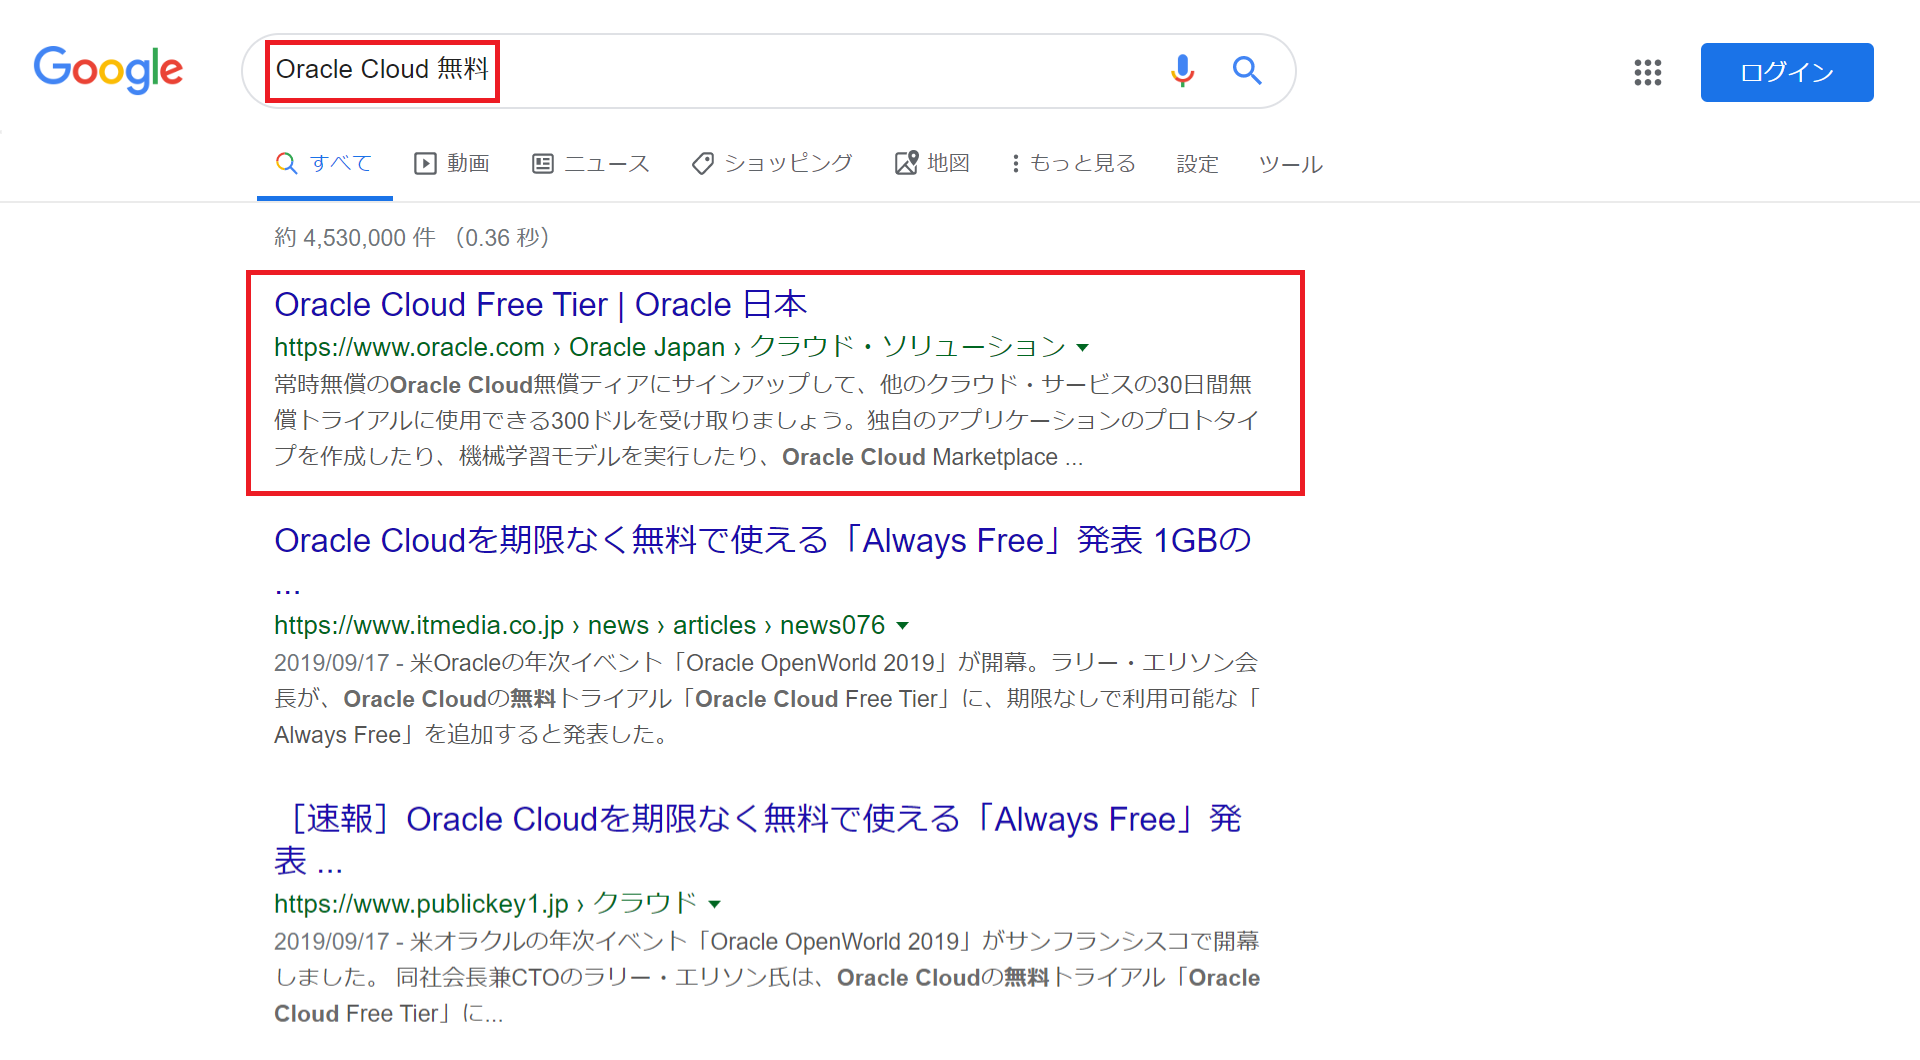 Google
Oracle Cloud 無料
ログイン
すべて 動画 ニュース ショッピング 地図 もっと見る 設定 ツール
約 4,530,000 件 （0.36 秒）
Oracle Cloud Free Tier | Oracle 日本
https://www.oracle.com › Oracle Japan › クラウド・ソリューション
常時無償のOracle Cloud無償ティアにサインアップして、他のクラウド・サービスの30日間無
償トライアルに使用できる300ドルを受け取りましょう。独自のアプリケーションのプロトタイ
プを作成したり、機械学習モデルを実行したり、Oracle Cloud Marketplace ...
Oracle Cloudを期限なく無料で使える「Always Free」発表 1GBの
...
https://www.itmedia.co.jp › news › articles › news076
2019/09/17 - 米Oracleの年次イベント「Oracle OpenWorld 2019」が開幕。ラリー・エリソン会
長が、Oracle Cloudの無料トライアル「Oracle Cloud Free Tier」に、期限なしで利用可能な「
Always Free」を追加すると発表した。
［速報］Oracle Cloudを期限なく無料で使える「Always Free」発
表 ...
https://www.publickey1.jp › クラウド
2019/09/17 - 米オラクルの年次イベント「Oracle OpenWorld 2019」がサンフランシスコで開幕
しました。 同社会長兼CTOのラリー・エリソン氏は、Oracle Cloudの無料トライアル「Oracle
Cloud Free Tier」に...